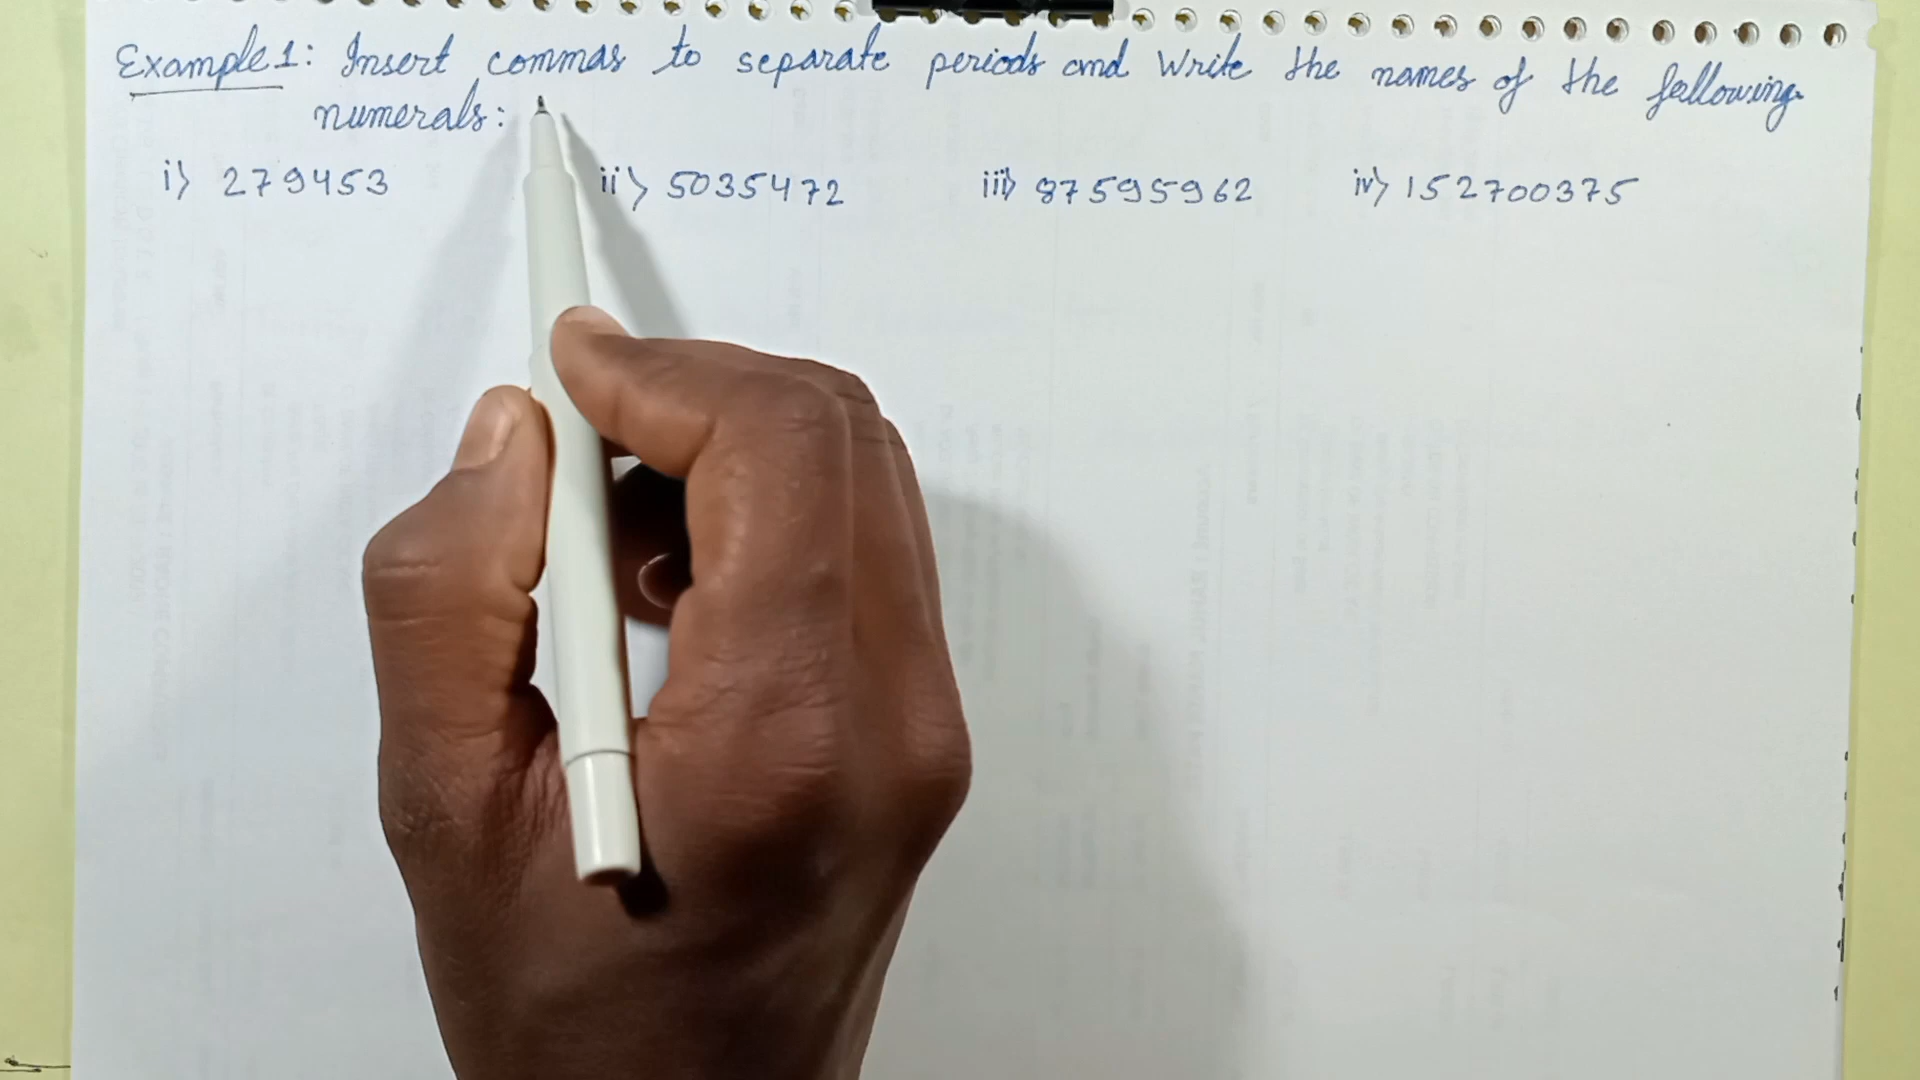 Example 1: Insert commas to separate periods and Write the names of the following
numerals:
i) 279453 ii) 5035472 iii) 87595962 iv) 152700375